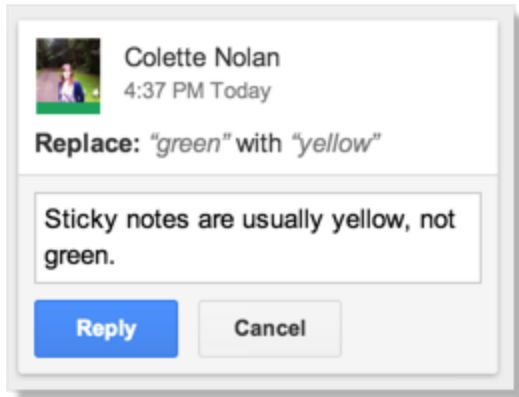 Colette Nolan
4:37 PM Today
Replace: “green” with “yellow”
Sticky notes are usually yellow, not
green.
Reply Cancel